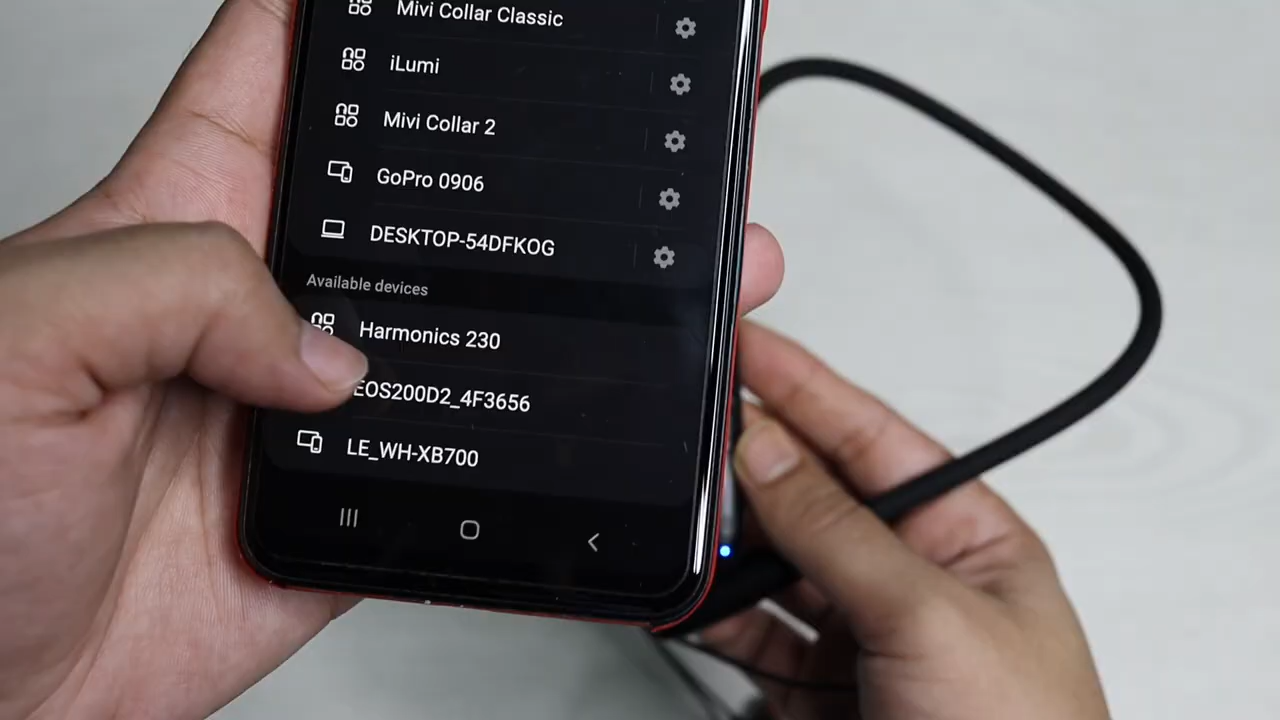 Mivi Collar Classic
iLumi
Mivi Collar 2
GoPro 0906
DESKTOP-54DFKOG
Available devices
Harmonics 230
EOS200D2_4F3656
LE_WH-XB700